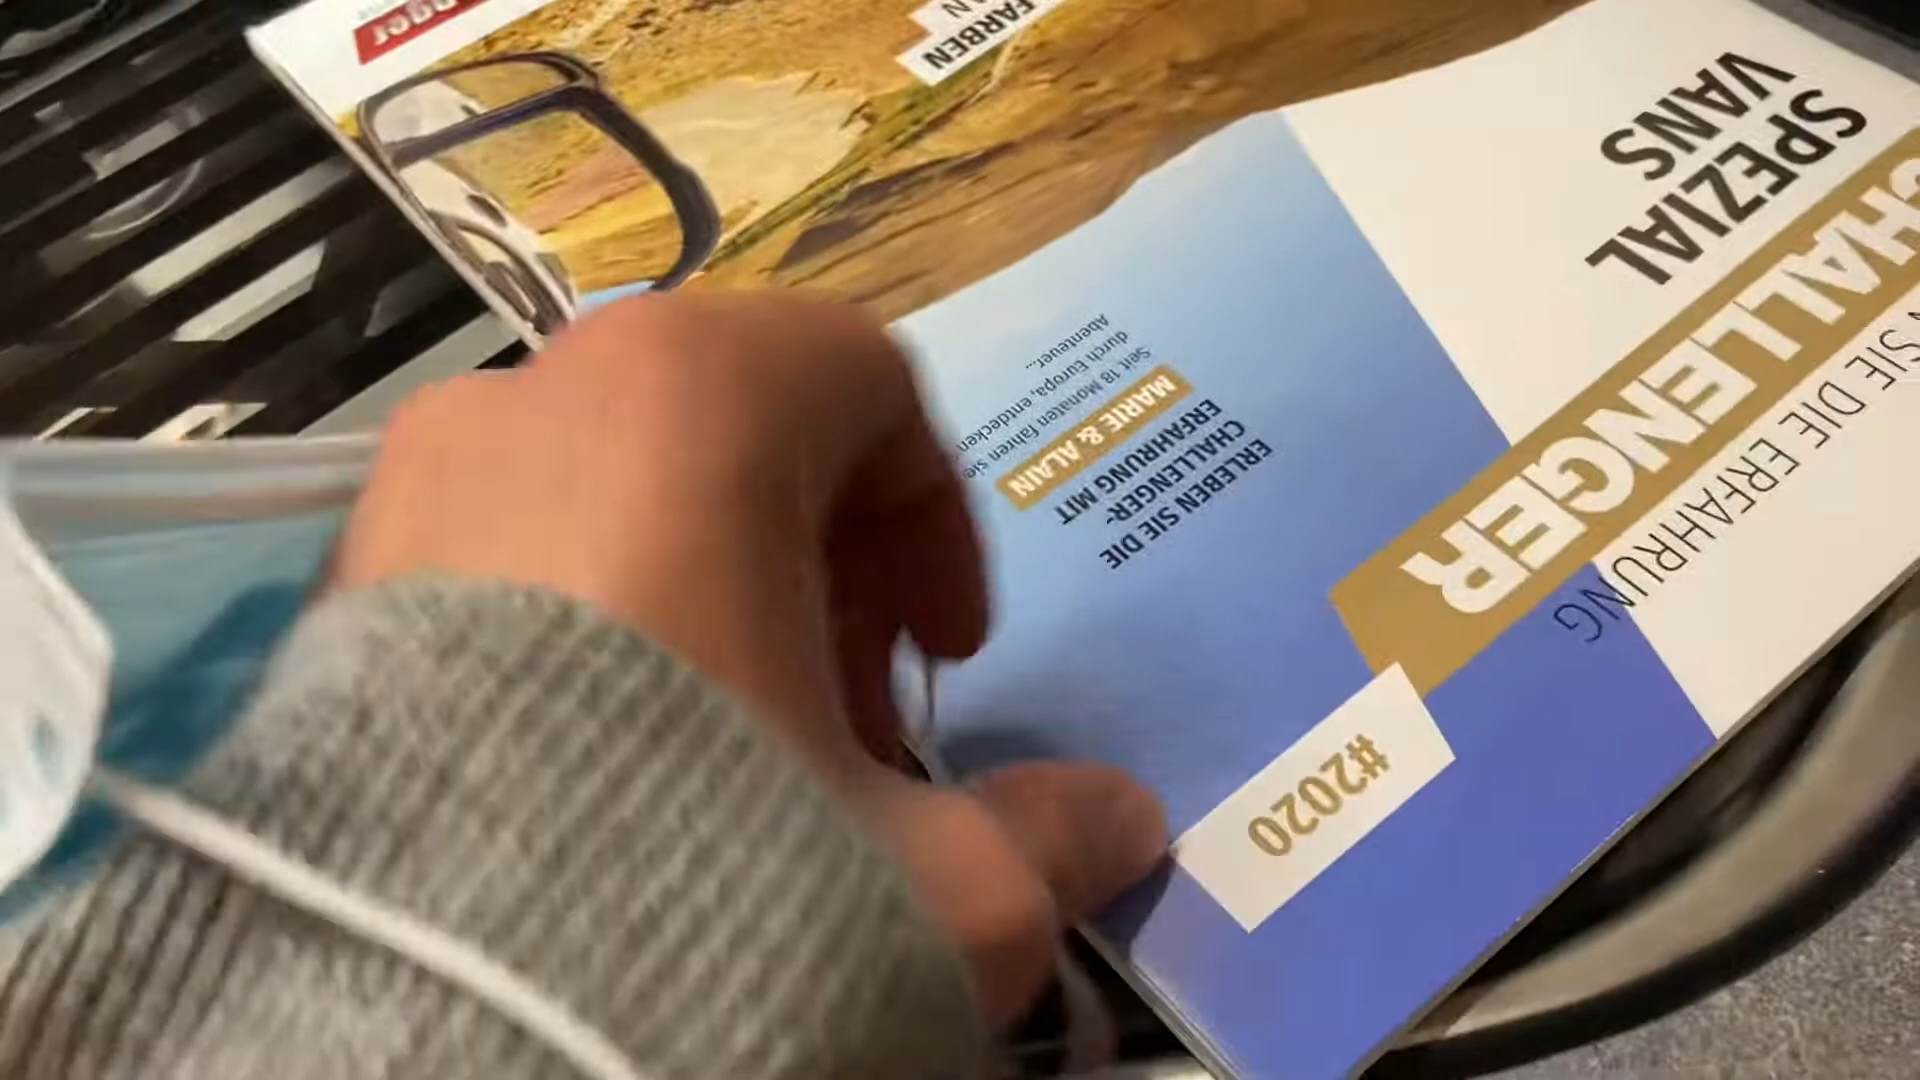 #2020
SIE DIE ERFAHRUNG
CHALLENGER
SPEZIAL
VANS
ERLEBEN SIE DIE
CHALLENGER-
ERFAHRUNG MIT
MARIE & ALAIN
Seit 18 Monaten fahren sie
durch Europa, entdecken
Abenteuer...
FARBEN